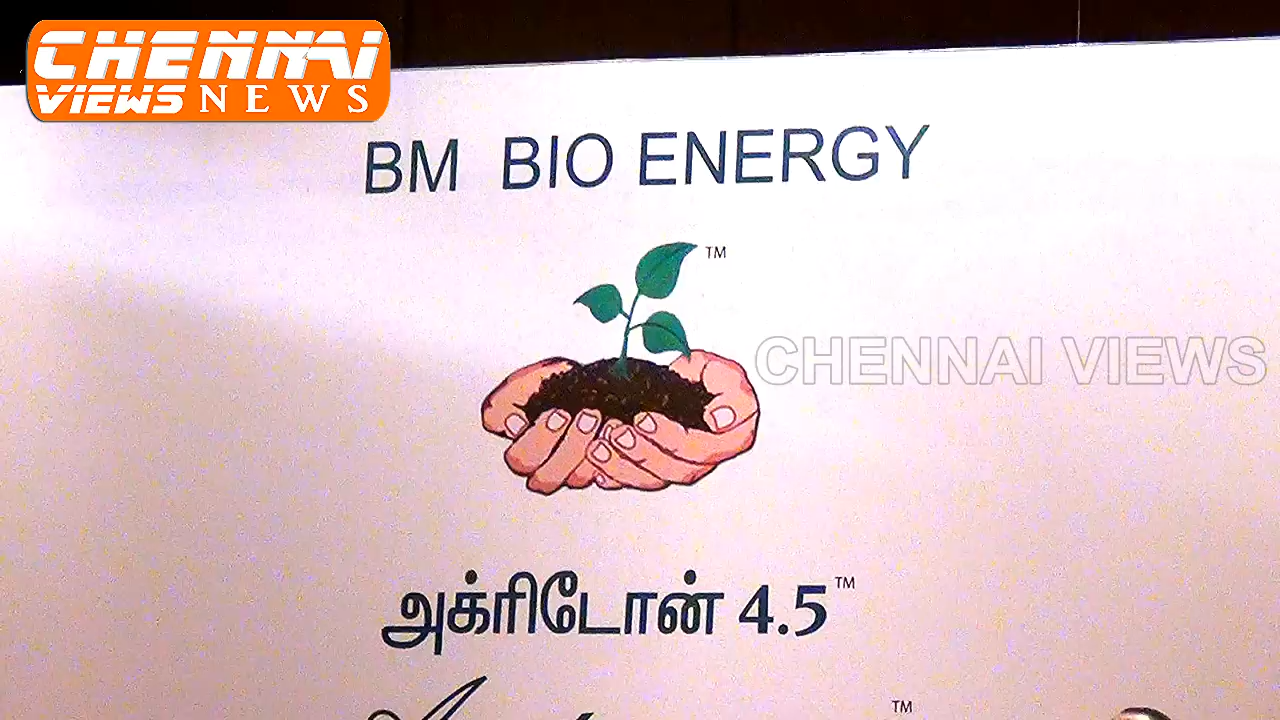 CHENNAI
VIEWS NEWS
BM BIO ENERGY
TM
CHENNAI VIEWS
அக்ரிடோன் 4.5™
TM